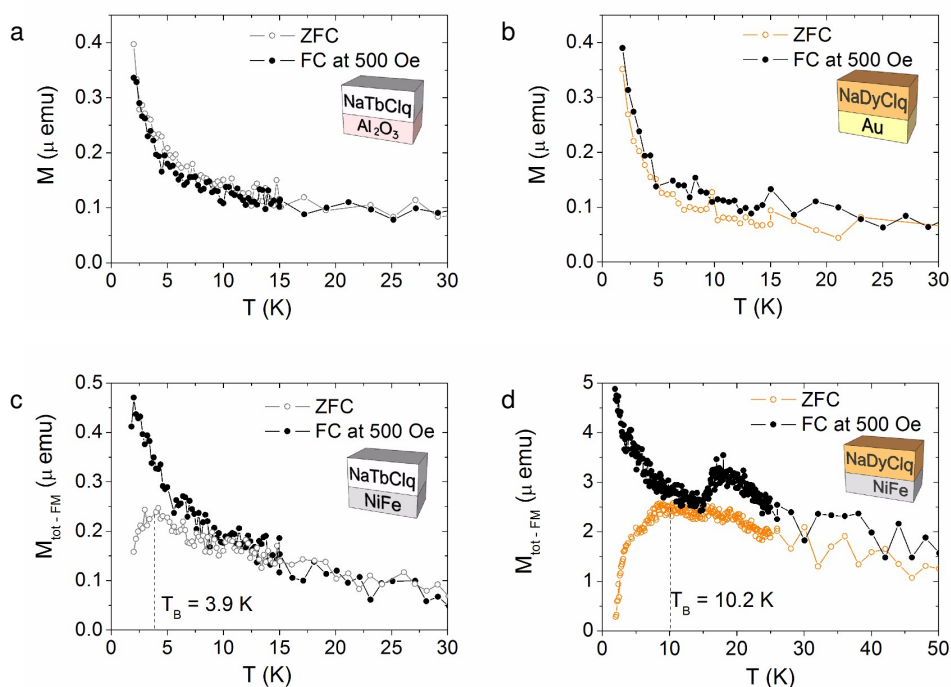 a
0.4
0.3
0.2
0.1
0.0
M (μ emu)
ZFC
FC at 500 Oe
NaTbClq
Al₂O₃
0 5 10 15 20 25 30
T (K)
b
0.4
0.3
0.2
0.1
0.0
M (μ emu)
ZFC
FC at 500 Oe
NaDyClq
Au
0 5 10 15 20 25 30
T (K)
c
0.5
0.4
0.3
0.2
0.1
0.0
M tot - FM (μ emu)
ZFC
FC at 500 Oe
NaTbClq
NiFe
T B = 3.9 K
0 5 10 15 20 25 30
T (K)
d
5
4
3
2
1
0
M tot - FM (μ emu)
ZFC
FC at 500 Oe
NaDyClq
NiFe
T B = 10.2 K
0 10 20 30 40 50
T (K)